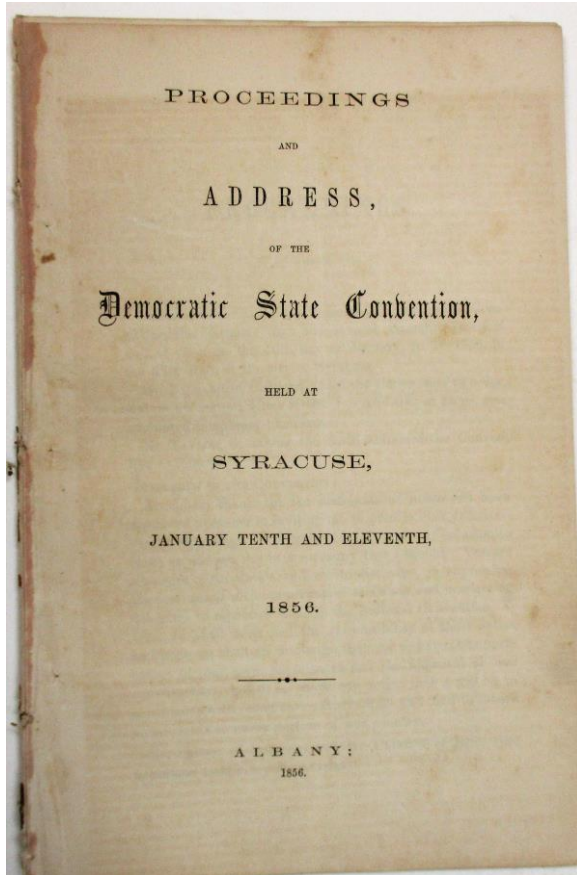 PROCEEDINGS
AND
ADDRESS,
OF THE
Democratic State Convention,
HELD AT
SYRACUSE,
JANUARY TENTH AND ELEVENTH,
1856.
ALBANY:
1856.